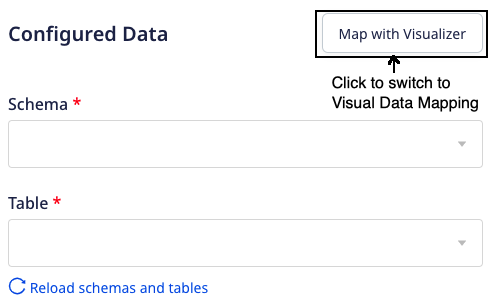 Configured Data
Map with Visualizer
Click to switch to
Visual Data Mapping
Schema *
Table *
Reload schemas and tables